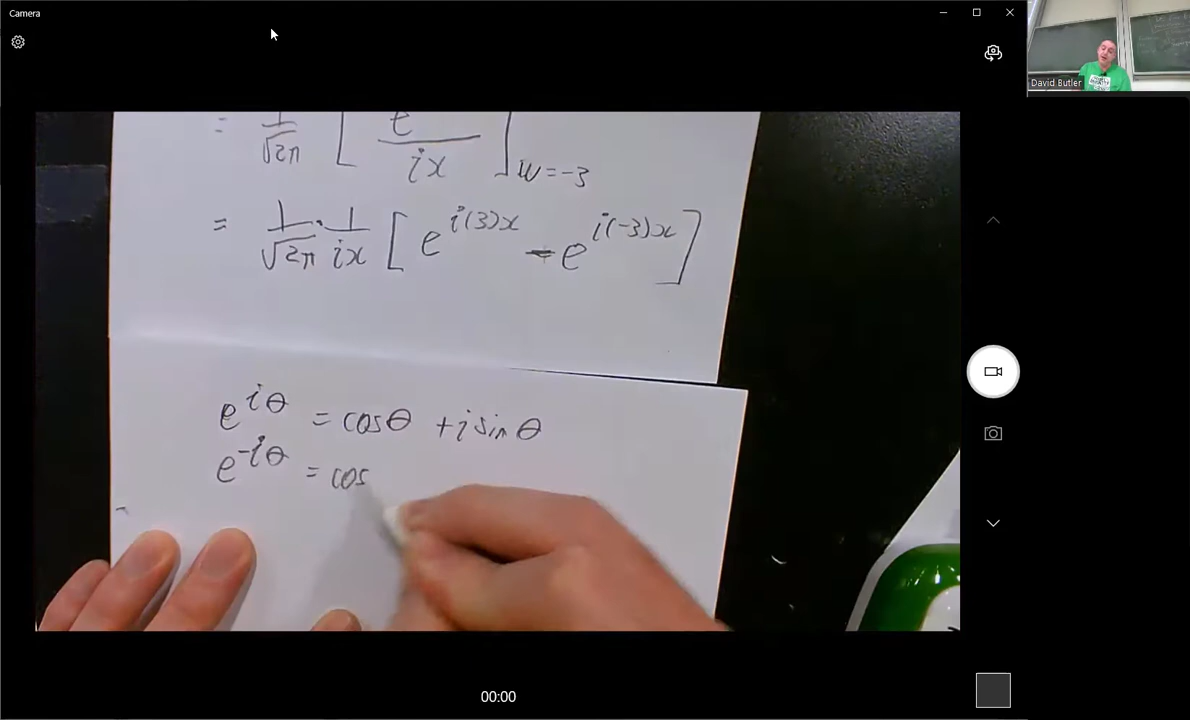 Camera
David Butler
= 1/√2π [ e / ix ] w=-3
= 1/√2π · 1/ix [ e^i(3)x - e^i(-3)x ]
e^iθ = cosθ + i sinθ
e^-iθ = cos
00:00